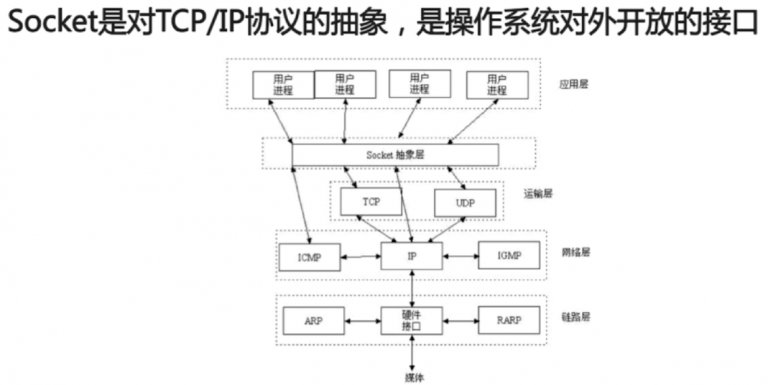 Socket是对TCP/IP协议的抽象，是操作系统对外开放的接口
用户
进程
用户
进程
用户
进程
用户
进程
应用层
Socket 抽象层
运输层
TCP
UDP
ICMP
IP
IGMP
网络层
ARP
硬件
接口
RARP
链路层
媒体